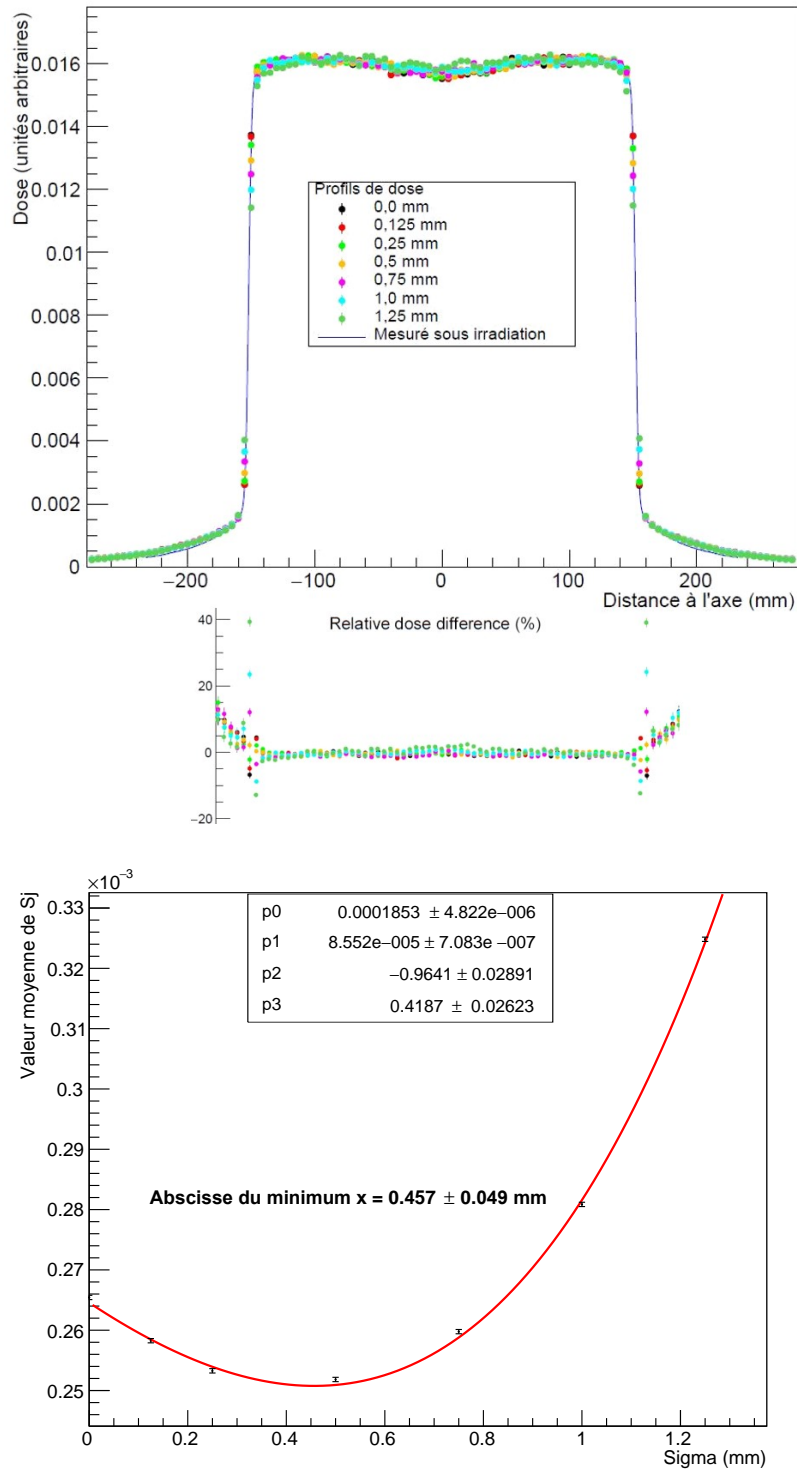 Dose (unités arbitraires)
0.016
0.014
0.012
0.01
0.008
0.006
0.004
0.002
0
Profils de dose
0,0 mm
0,125 mm
0,25 mm
0,5 mm
0,75 mm
1,0 mm
1,25 mm
Mesuré sous irradiation
−200 −100 0 100 200
Distance à l'axe (mm)
Relative dose difference (%)
40
20
0
−20
×10−3
Valeur moyenne de Sj
0.33
0.32
0.31
0.3
0.29
0.28
0.27
0.26
0.25
p0 0.0001853 ± 4.822e−006
p1 8.552e−005 ± 7.083e −007
p2 −0.9641 ± 0.02891
p3 0.4187 ± 0.02623
Abscisse du minimum x = 0.457 ± 0.049 mm
0 0.2 0.4 0.6 0.8 1 1.2
Sigma (mm)